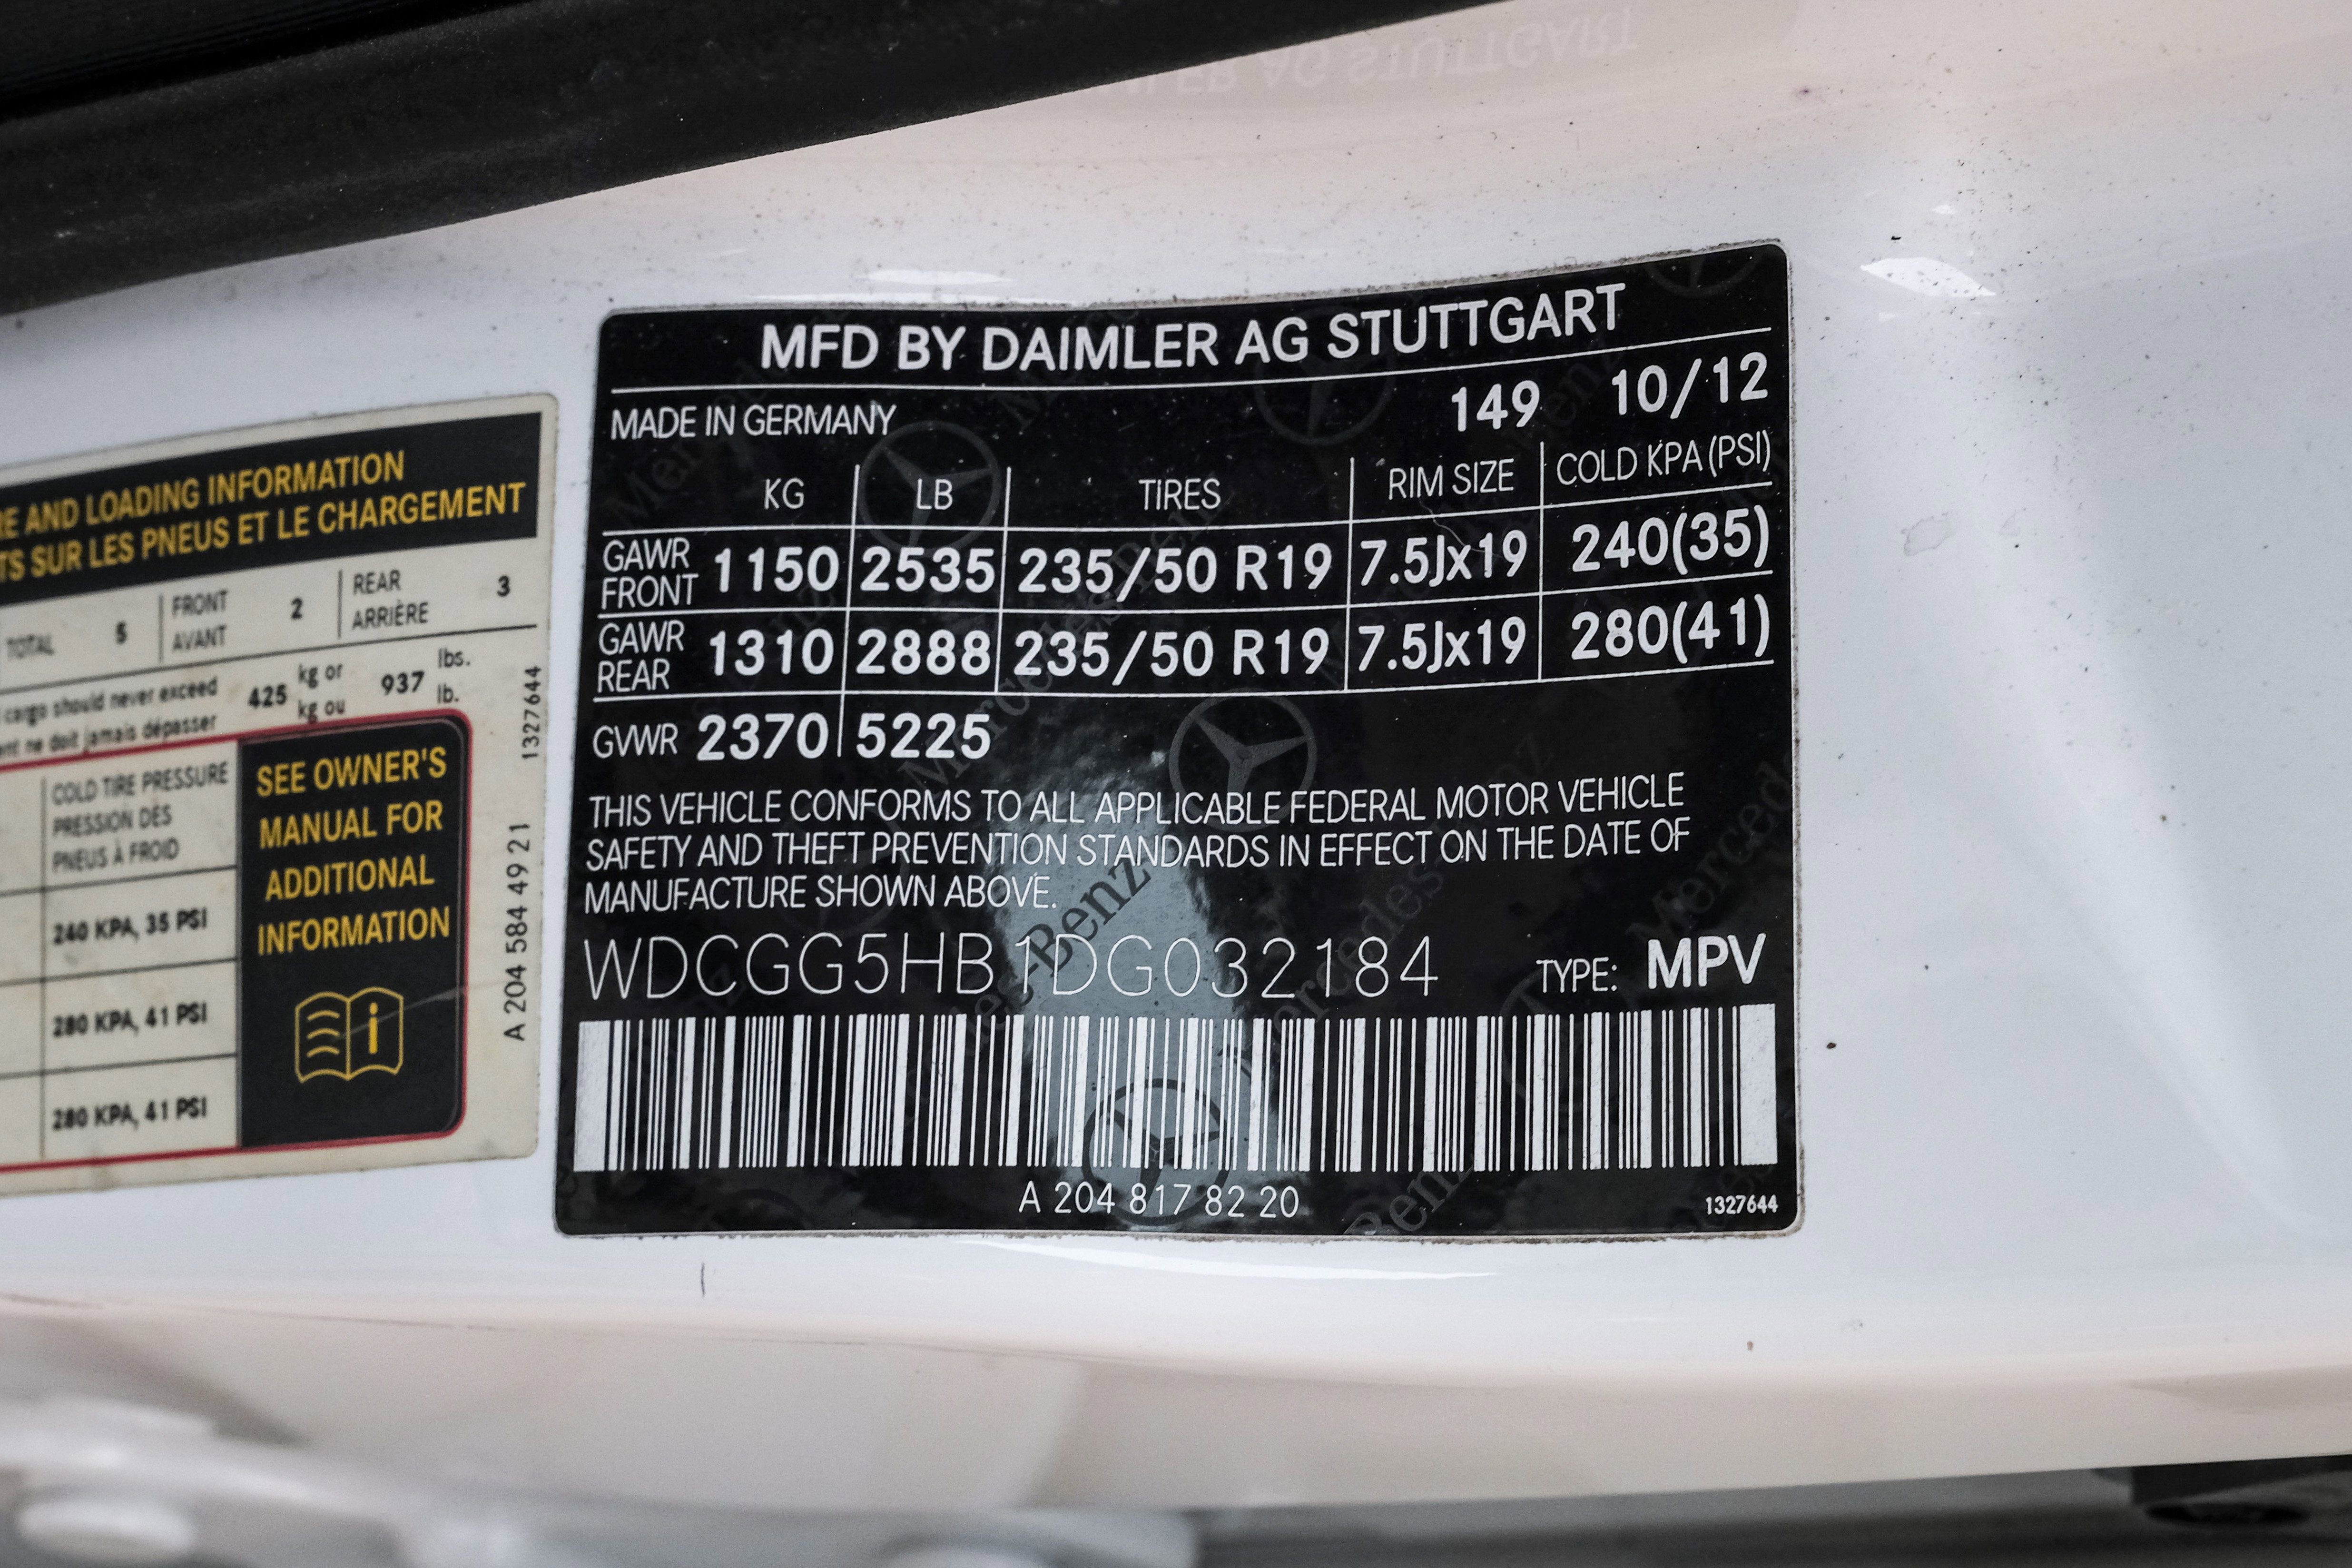 RE AND LOADING INFORMATION
TS SUR LES PNEUS ET LE CHARGEMENT
TOTAL 5 FRONT AVANT 2 REAR ARRIÈRE 3
cargo should never exceed 425 kg or 937 lbs.
ent ne doit jamais dépasser kg ou lb.
COLD TIRE PRESSURE
PRESSION DES
PNEUS À FROID
240 KPA, 35 PSI
280 KPA, 41 PSI
280 KPA, 41 PSI
SEE OWNER'S
MANUAL FOR
ADDITIONAL
INFORMATION
i
A 204 584 49 21 1327644
MFD BY DAIMLER AG STUTTGART
MADE IN GERMANY 149 10/12
KG LB TIRES RIM SIZE COLD KPA (PSI)
GAWR FRONT 1150 2535 235/50 R19 7.5Jx19 240(35)
GAWR REAR 1310 2888 235/50 R19 7.5Jx19 280(41)
GVWR 2370 5225
THIS VEHICLE CONFORMS TO ALL APPLICABLE FEDERAL MOTOR VEHICLE
SAFETY AND THEFT PREVENTION STANDARDS IN EFFECT ON THE DATE OF
MANUFACTURE SHOWN ABOVE.
WDCGG5HB1DG032184 TYPE: MPV
A 204 817 82 20 1327644